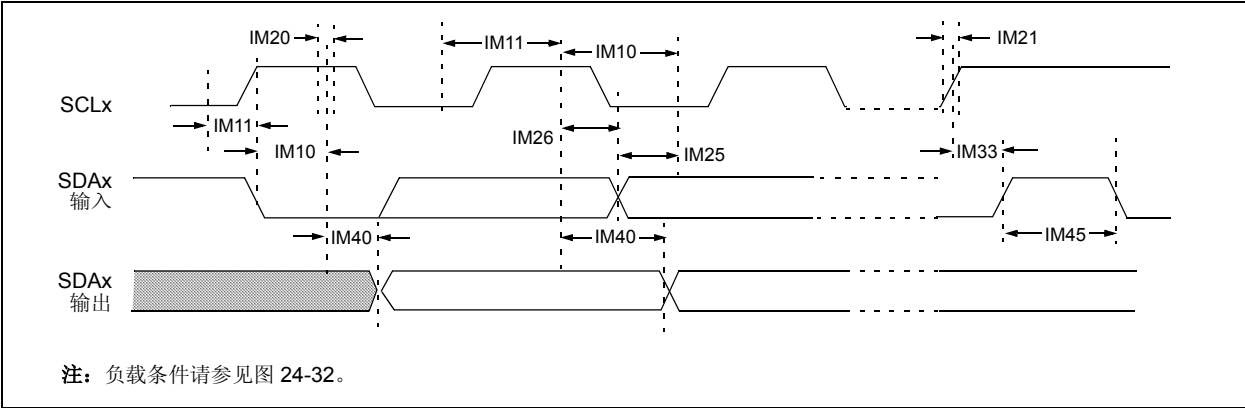 IM20
IM11
IM10
IM21
SCLx
IM11
IM26
IM10
IM25
IM33
SDAx
输入
IM40
IM40
IM45
SDAx
输出
注：负载条件请参见图 24-32。